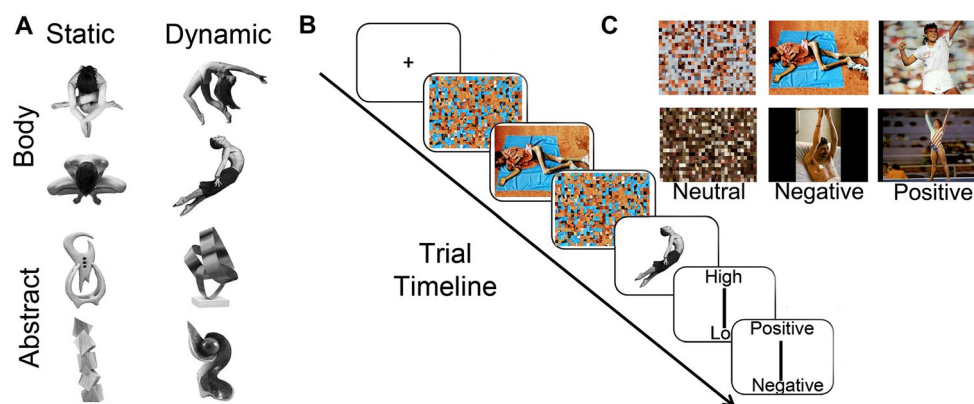 A
Static
Dynamic
Body
Abstract
B
+
Trial
Timeline
High
Lo
Positive
Negative
C
Neutral
Negative
Positive